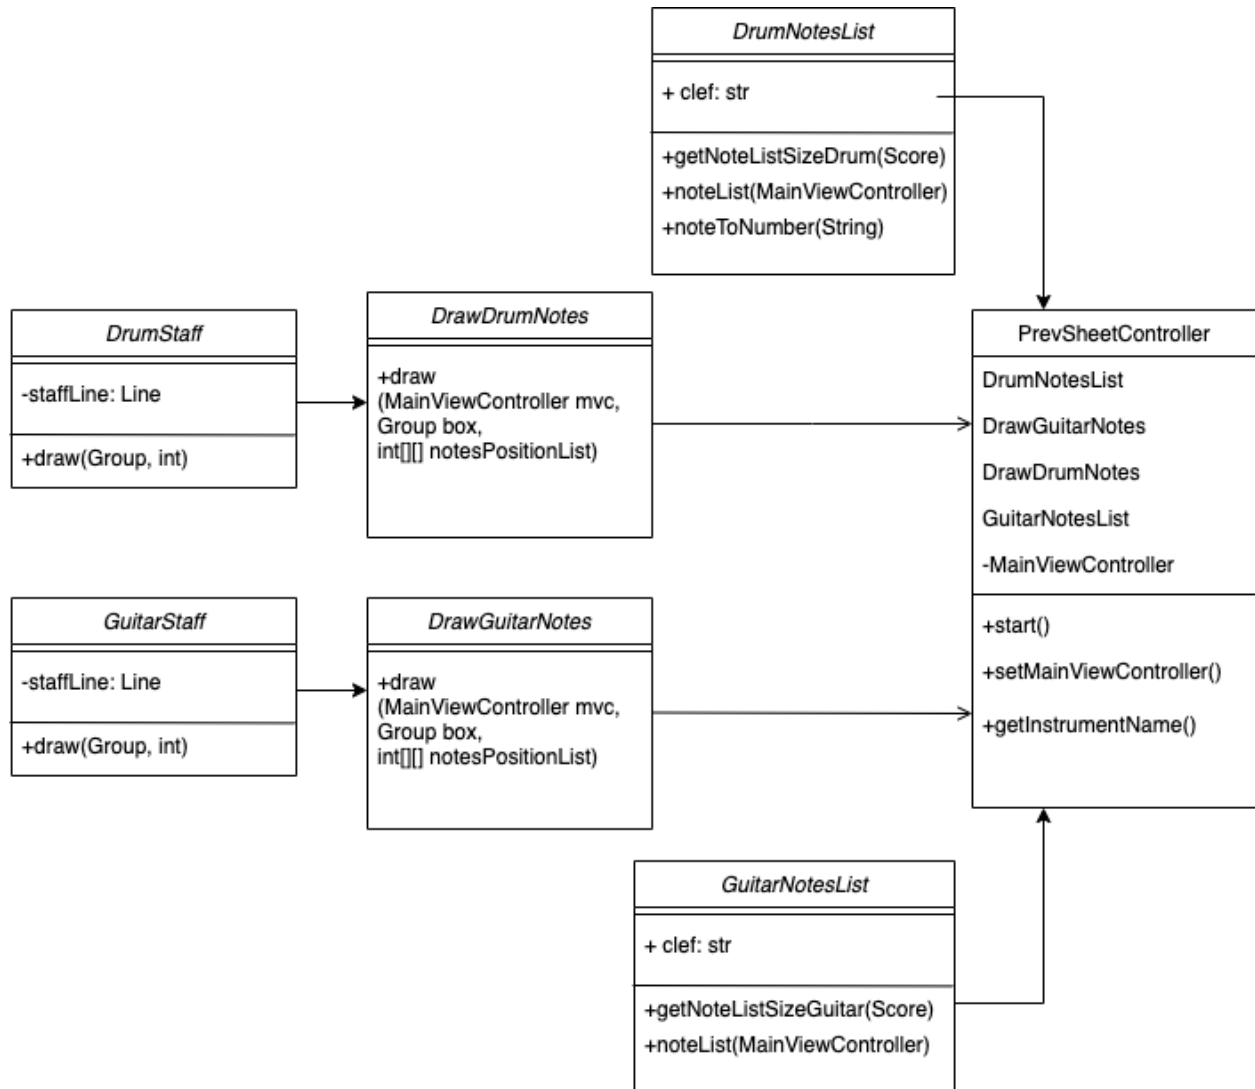 DrumNotesList
+ clef: str
+getNoteListSizeDrum(Score)
+noteList(MainViewController)
+noteToNumber(String)
DrumStaff
-staffLine: Line
+draw(Group, int)
DrawDrumNotes
+draw
(MainViewController mvc,
Group box,
int[][] notesPositionList)
PrevSheetController
DrumNotesList
DrawGuitarNotes
DrawDrumNotes
GuitarNotesList
-MainViewController
+start()
+setMainViewController()
+getInstrumentName()
GuitarStaff
-staffLine: Line
+draw(Group, int)
DrawGuitarNotes
+draw
(MainViewController mvc,
Group box,
int[][] notesPositionList)
GuitarNotesList
+ clef: str
+getNoteListSizeGuitar(Score)
+noteList(MainViewController)